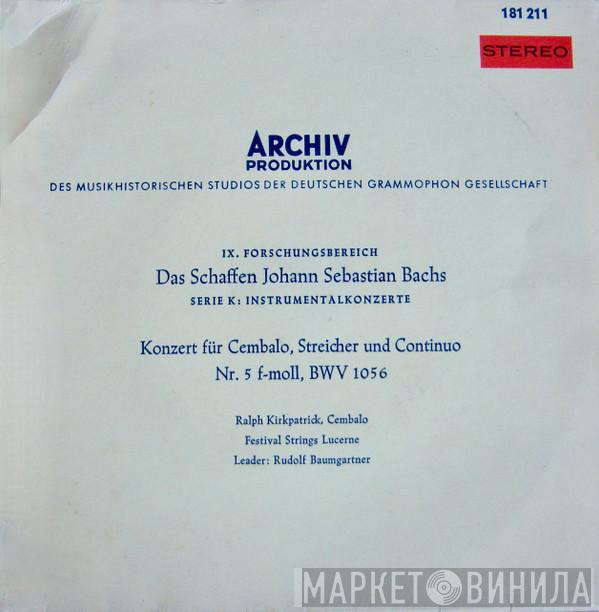 181 211
STEREO
ARCHIV
PRODUKTION
DES MUSIKHISTORISCHEN STUDIOS DER DEUTSCHEN GRAMMOPHON GESELLSCHAFT
IX. FORSCHUNGSBEREICH
Das Schaffen Johann Sebastian Bachs
SERIE K: INSTRUMENTALKONZERTE
Konzert für Cembalo, Streicher und Continuo
Nr. 5 f-moll, BWV 1056
Ralph Kirkpatrick, Cembalo
Festival Strings Lucerne
Leader: Rudolf Baumgartner
МАРКЕТ ВИНИЛА